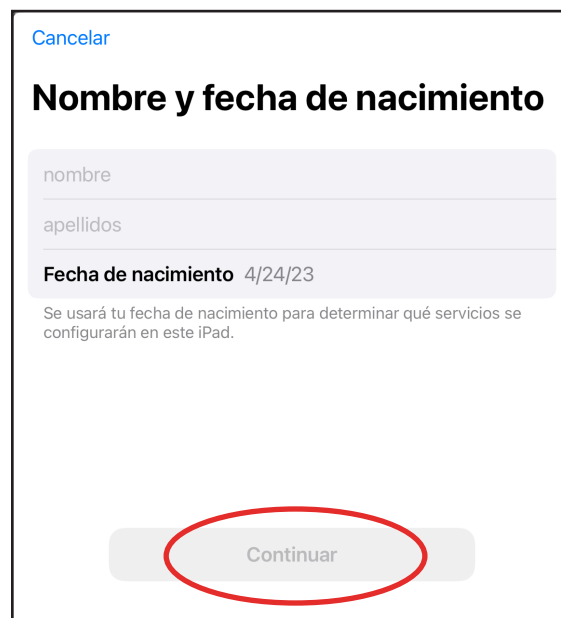 Cancelar
Nombre y fecha de nacimiento
nombre
apellidos
Fecha de nacimiento 4/24/23
Se usará tu fecha de nacimiento para determinar qué servicios se
configurarán en este iPad.
Continuar